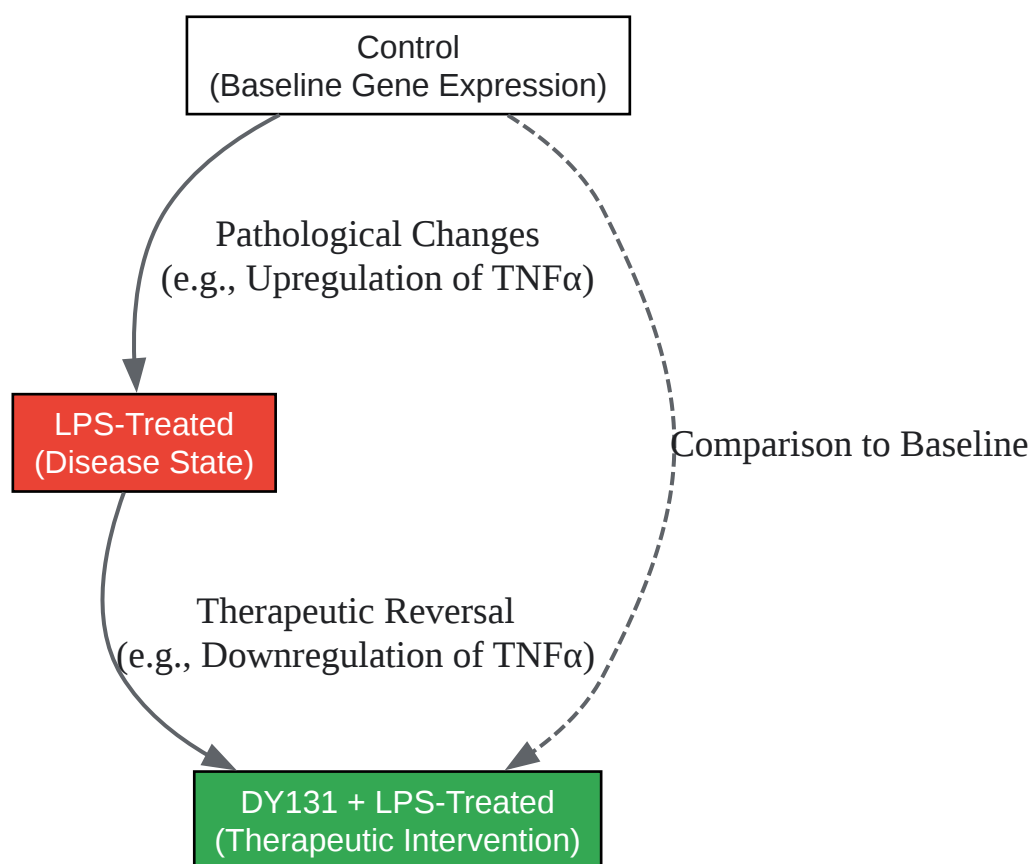 Control
(Baseline Gene Expression)
Pathological Changes
(e.g., Upregulation of TNFα)
LPS-Treated
(Disease State)
Comparison to Baseline
Therapeutic Reversal
(e.g., Downregulation of TNFα)
DY131 + LPS-Treated
(Therapeutic Intervention)